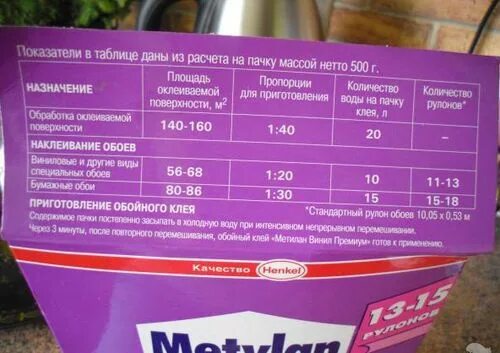 Показатели в таблице даны из расчета на пачку массой нетто 500 г.
НАЗНАЧЕНИЕ Площадь оклеиваемой поверхности, м² Пропорции для приготовления Количество воды на пачку клея, л Количество рулонов*
Обработка оклеиваемой поверхности 140-160 1:40 20 –
НАКЛЕИВАНИЕ ОБОЕВ
Виниловые и другие виды специальных обоев 56-68 1:20 10 11-13
Бумажные обои 80-86 1:30 15 15-18
*Стандартный рулон обоев 10,05 x 0,53 м
ПРИГОТОВЛЕНИЕ ОБОЙНОГО КЛЕЯ
Содержимое пачки постепенно засыпать в холодную воду при интенсивном непрерывном перемешивании.
Через 3 минуты, после повторного перемешивания, обойный клей «Метилан Винил Премиум» готов к применению.
Качество Henkel
13-15
РУЛОНОВ
Metylan